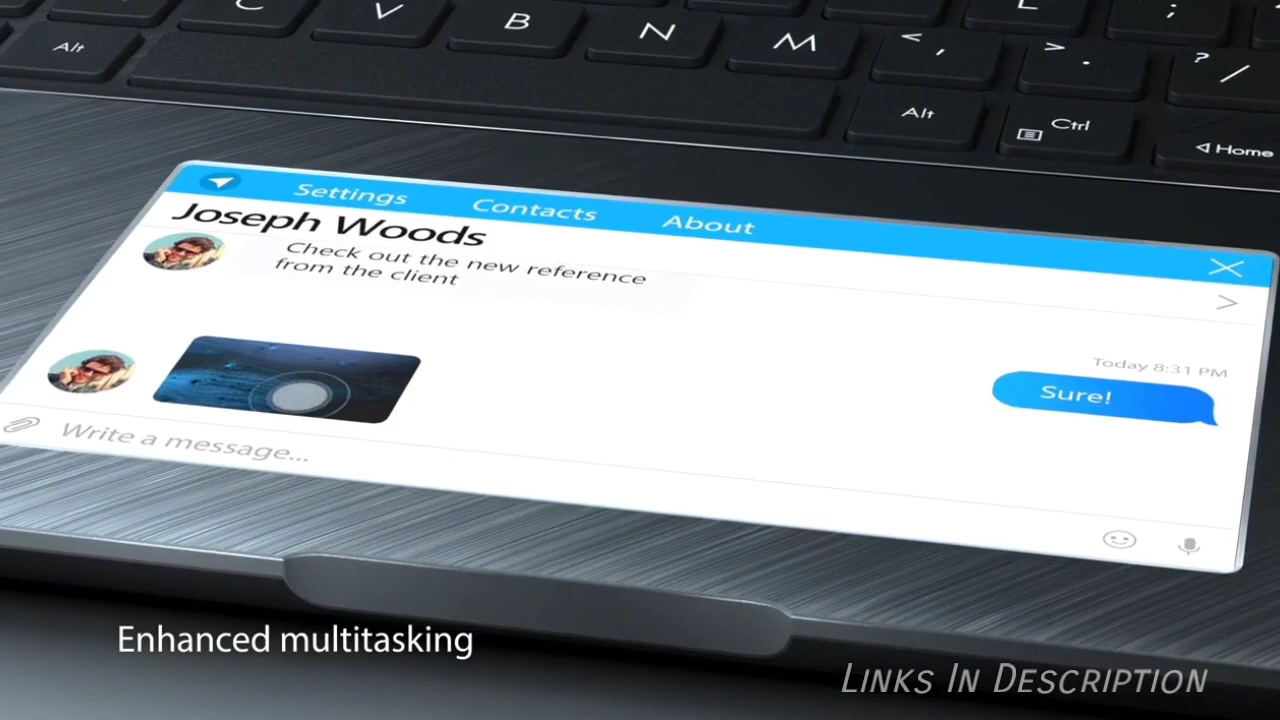 C V B N M < , > . : ; ? /
Alt Alt Ctrl ◁ Home
Settings Contacts About
Joseph Woods
Check out the new reference
from the client
Today 8:31 PM
Sure!
Write a message...
Enhanced multitasking
LINKS IN DESCRIPTION